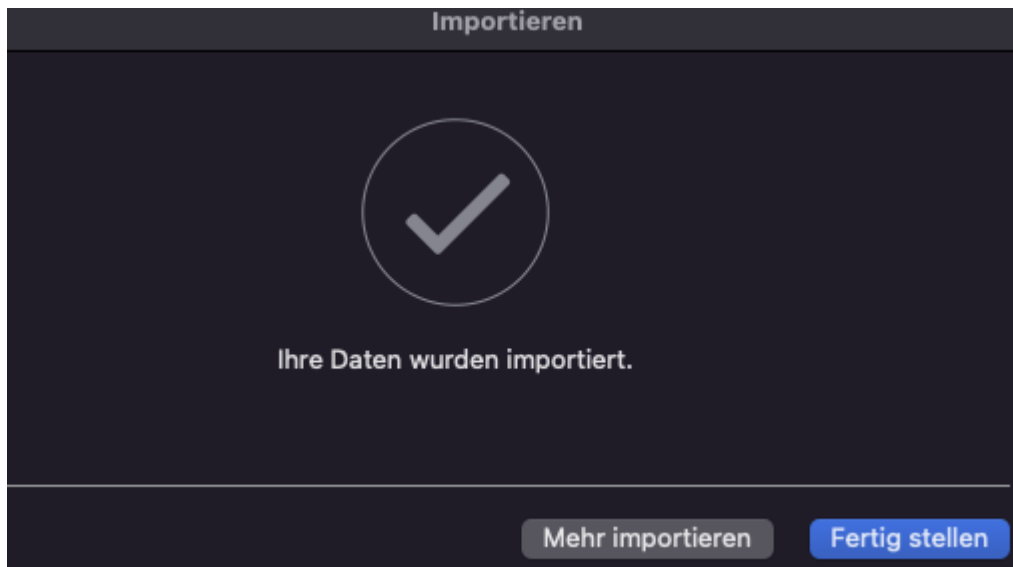 Importieren
Ihre Daten wurden importiert.
Mehr importieren
Fertig stellen